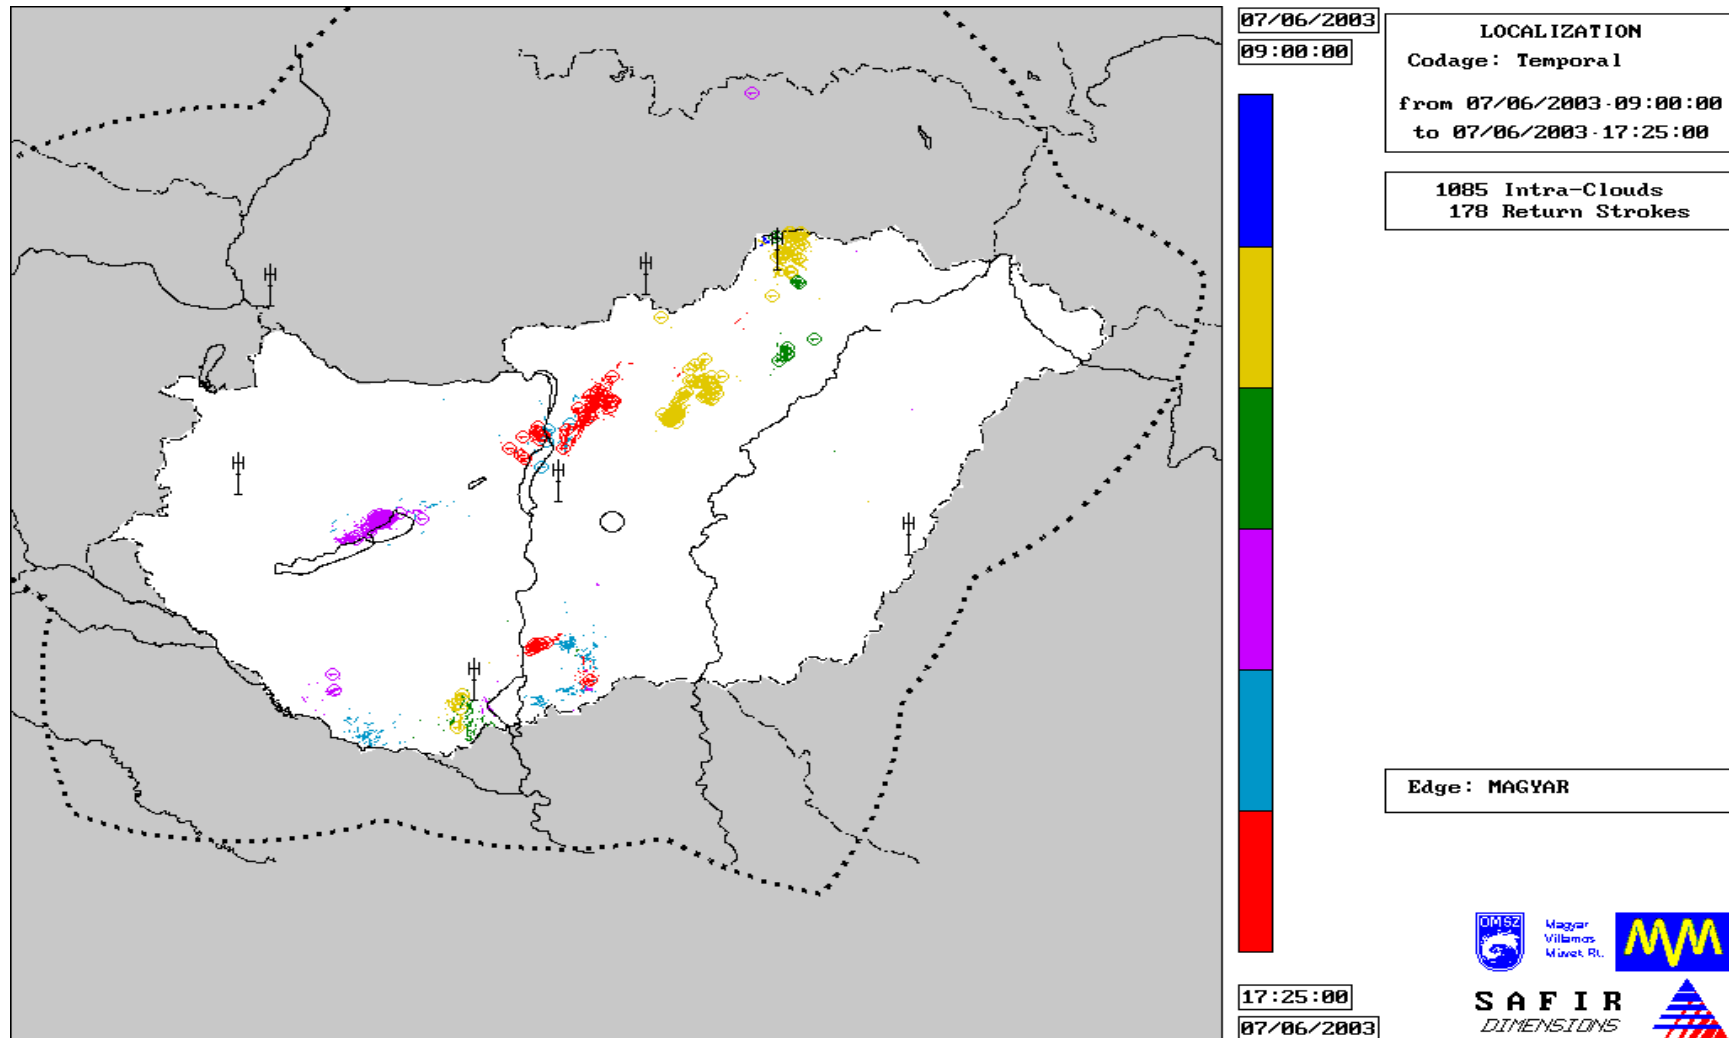 07/06/2003
09:00:00
LOCALIZATION
Codage: Temporal
from 07/06/2003-09:00:00
to 07/06/2003-17:25:00
1085 Intra-Clouds
178 Return Strokes
Edge: MAGYAR
OMSZ
Magyar
Villamos
Művek Rt.
MVM
17:25:00
07/06/2003
SAFIR
DIMENSIONS